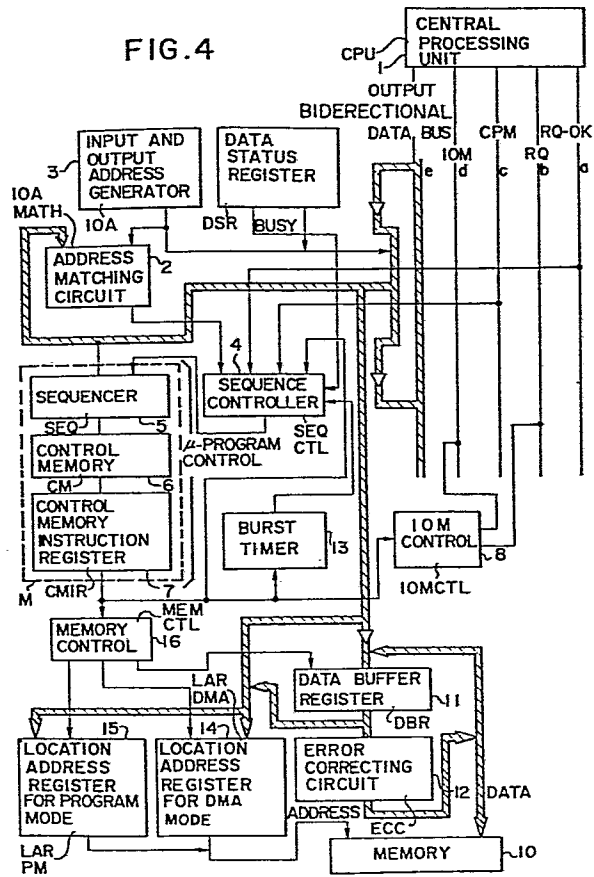 FIG. 4
CENTRAL
PROCESSING
UNIT
CPU
1
OUTPUT
BIDERECTIONAL
DATA BUS
IOM
CPM
RQ
RQ-OK
e
d
c
b
a
INPUT AND
OUTPUT
ADDRESS
GENERATOR
3
10A
DATA
STATUS
REGISTER
DSR
BUSY
10A
MATH
ADDRESS
MATCHING
CIRCUIT
2
4
SEQUENCE
CONTROLLER
SEQ
CTL
SEQUENCER
SEQ
5
μ-PROGRAM
CONTROL
CONTROL
MEMORY
CM
6
CONTROL
MEMORY
INSTRUCTION
REGISTER
M
CMIR
7
BURST
TIMER
13
IOM
CONTROL
8
10MCTL
MEM
CTL
MEMORY
CONTROL
16
LAR
DMA
DATA BUFFER
REGISTER
11
DBR
15
LOCATION
ADDRESS
REGISTER
FOR PROGRAM
MODE
LAR
PM
14
LOCATION
ADDRESS
REGISTER
FOR DMA
MODE
ERROR
CORRECTING
CIRCUIT
12
ECC
ADDRESS
DATA
MEMORY
10